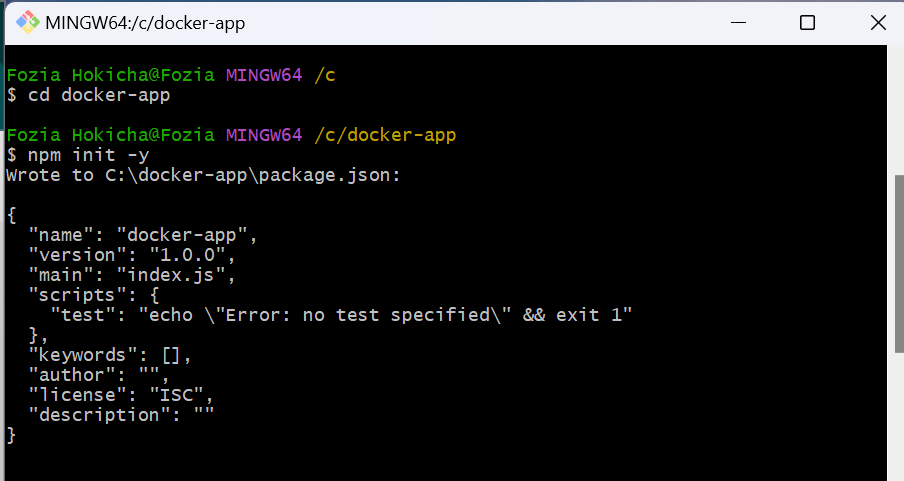 MINGW64:/c/docker-app
Fozia Hokicha@Fozia MINGW64 /c
$ cd docker-app
Fozia Hokicha@Fozia MINGW64 /c/docker-app
$ npm init -y
Wrote to C:\docker-app\package.json:
{
  "name": "docker-app",
  "version": "1.0.0",
  "main": "index.js",
  "scripts": {
    "test": "echo \"Error: no test specified\" && exit 1"
  },
  "keywords": [],
  "author": "",
  "license": "ISC",
  "description": ""
}